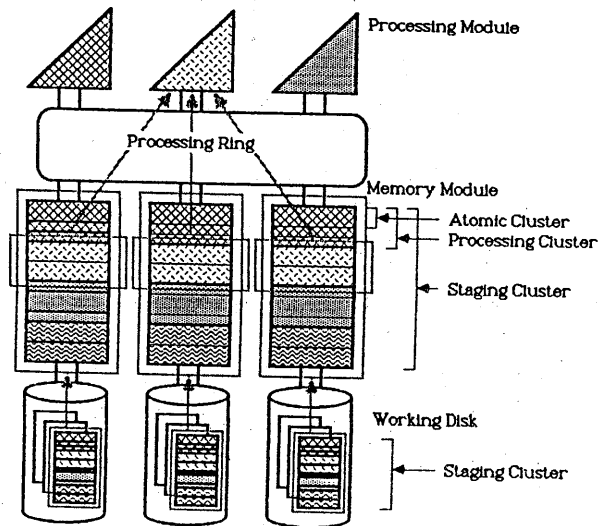 Processing Module
Processing Ring
Memory Module
Atomic Cluster
Processing Cluster
Staging Cluster
Working Disk
Staging Cluster